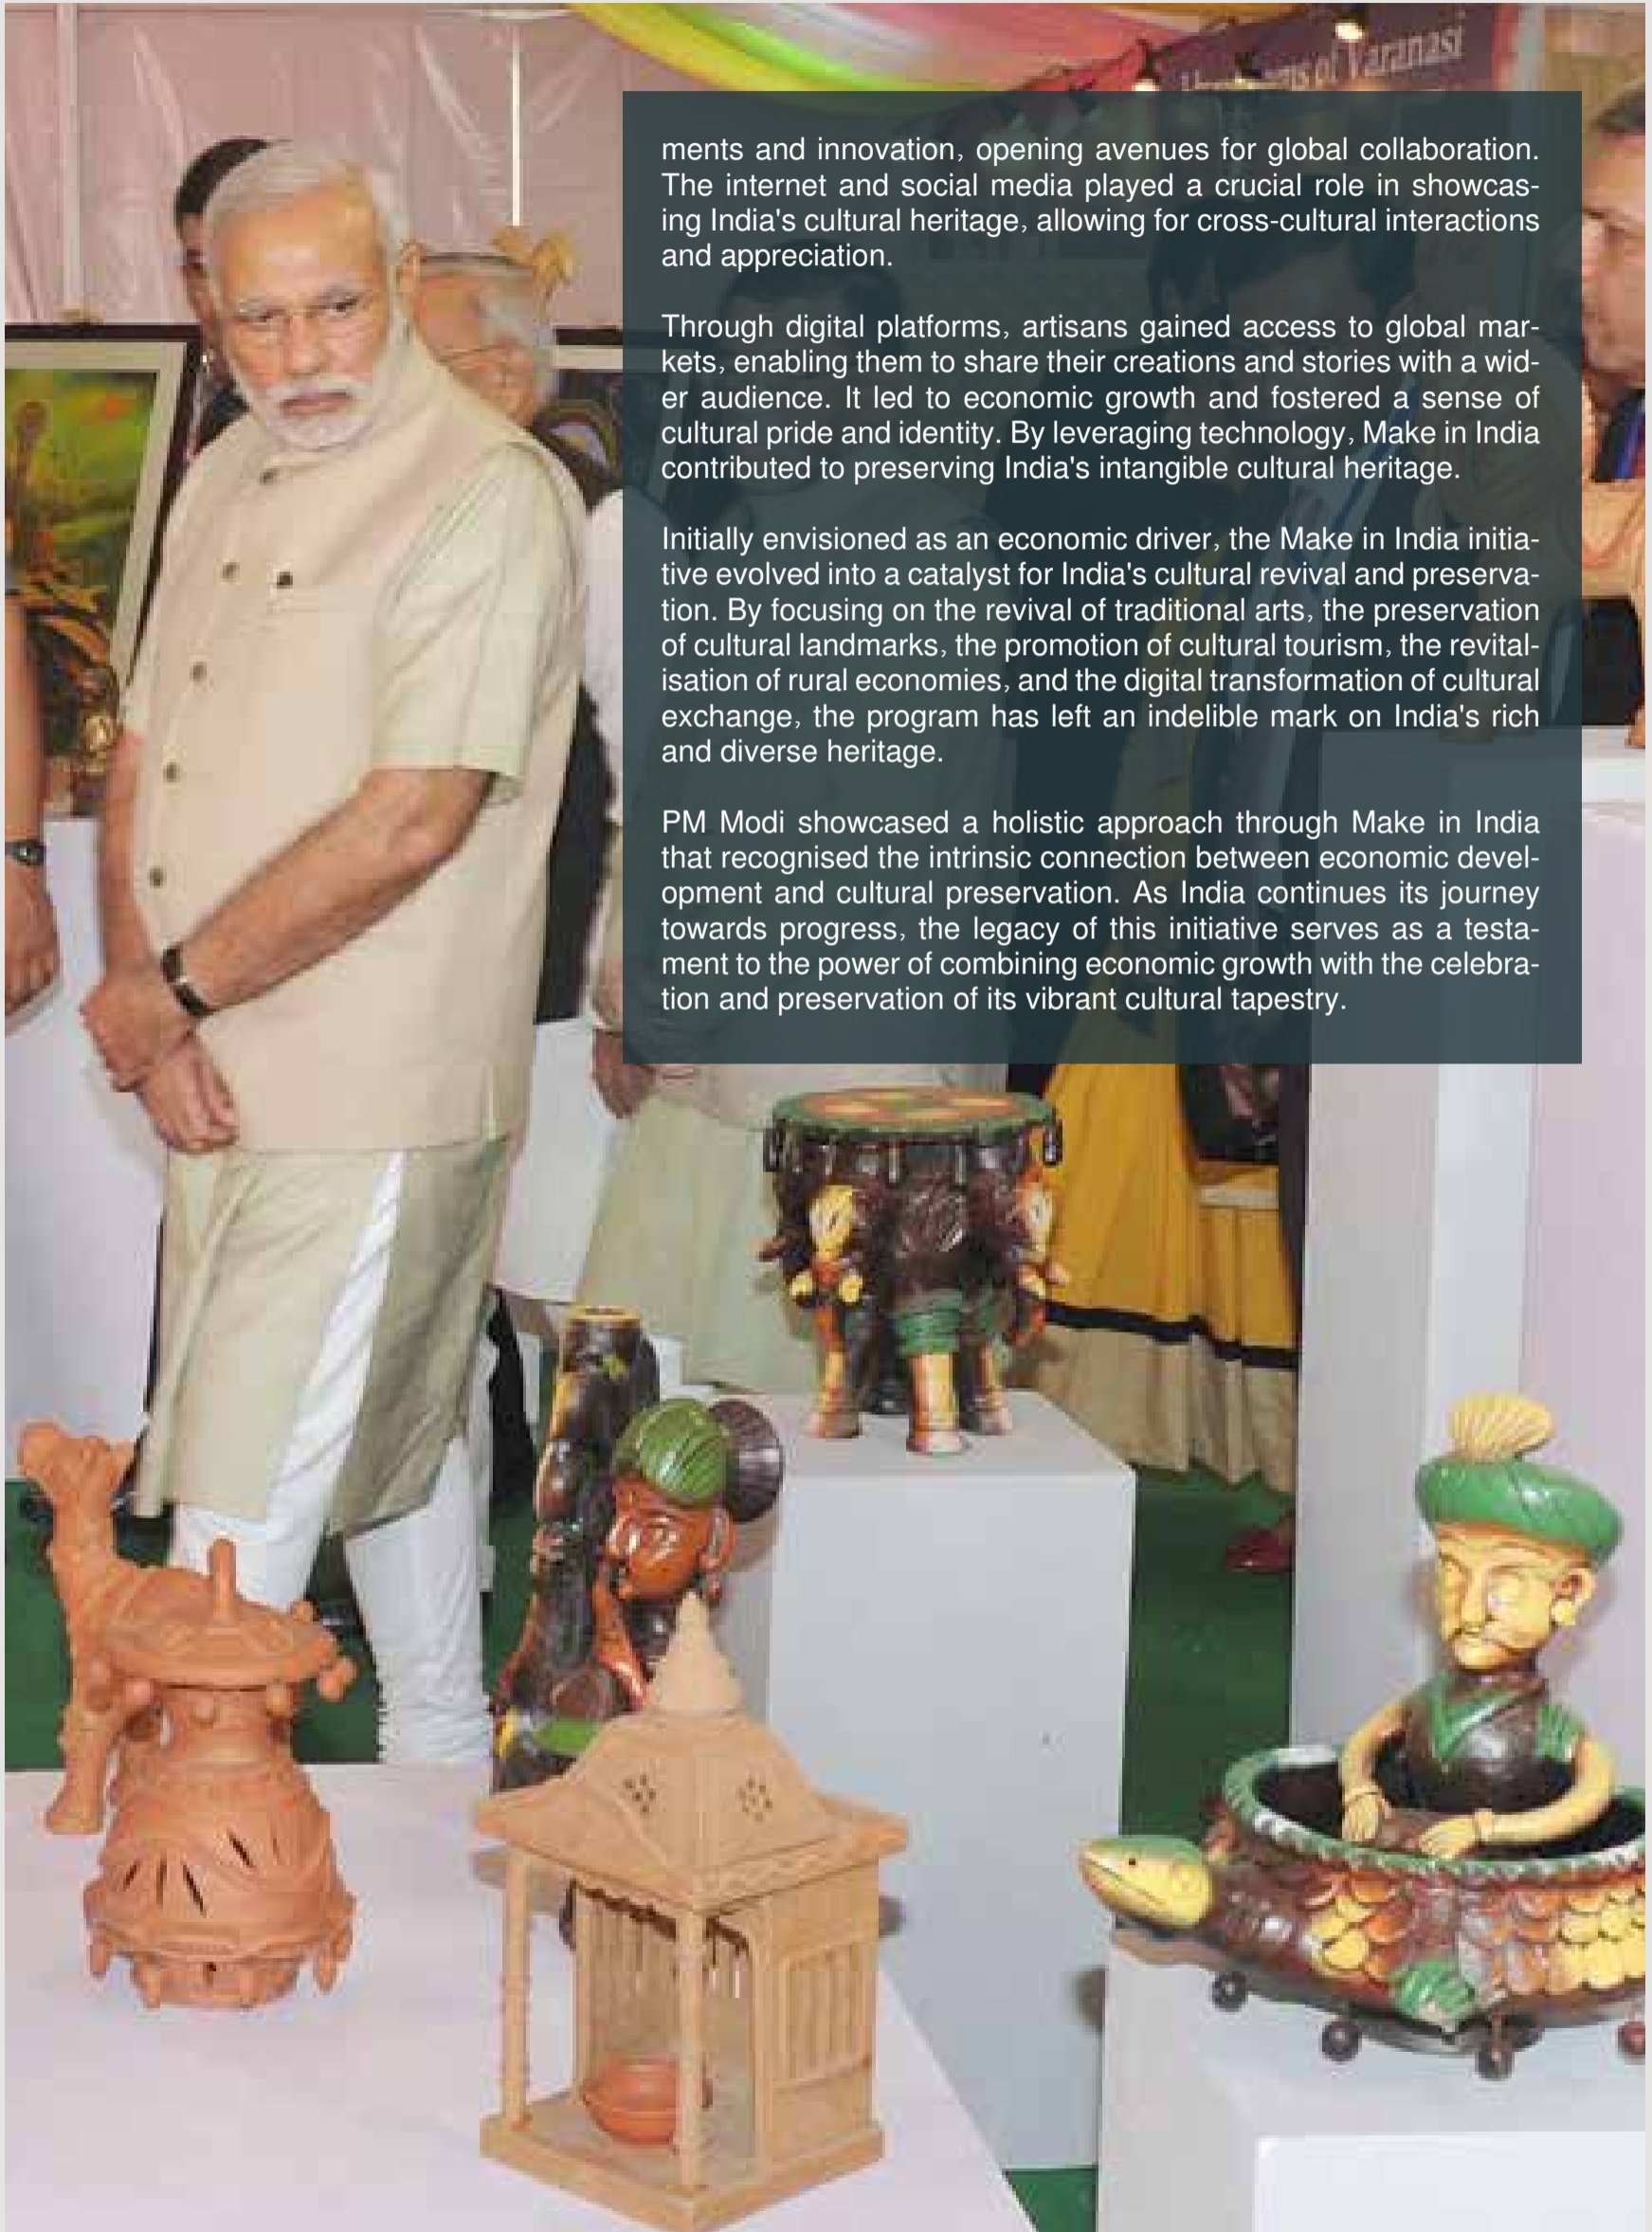 of Varanasi
ments and innovation, opening avenues for global collaboration.
The internet and social media played a crucial role in showcas-
ing India's cultural heritage, allowing for cross-cultural interactions
and appreciation.
Through digital platforms, artisans gained access to global mar-
kets, enabling them to share their creations and stories with a wid-
er audience. It led to economic growth and fostered a sense of
cultural pride and identity. By leveraging technology, Make in India
contributed to preserving India's intangible cultural heritage.
Initially envisioned as an economic driver, the Make in India initia-
tive evolved into a catalyst for India's cultural revival and preserva-
tion. By focusing on the revival of traditional arts, the preservation
of cultural landmarks, the promotion of cultural tourism, the revital-
isation of rural economies, and the digital transformation of cultural
exchange, the program has left an indelible mark on India's rich
and diverse heritage.
PM Modi showcased a holistic approach through Make in India
that recognised the intrinsic connection between economic devel-
opment and cultural preservation. As India continues its journey
towards progress, the legacy of this initiative serves as a testa-
ment to the power of combining economic growth with the celebra-
tion and preservation of its vibrant cultural tapestry.